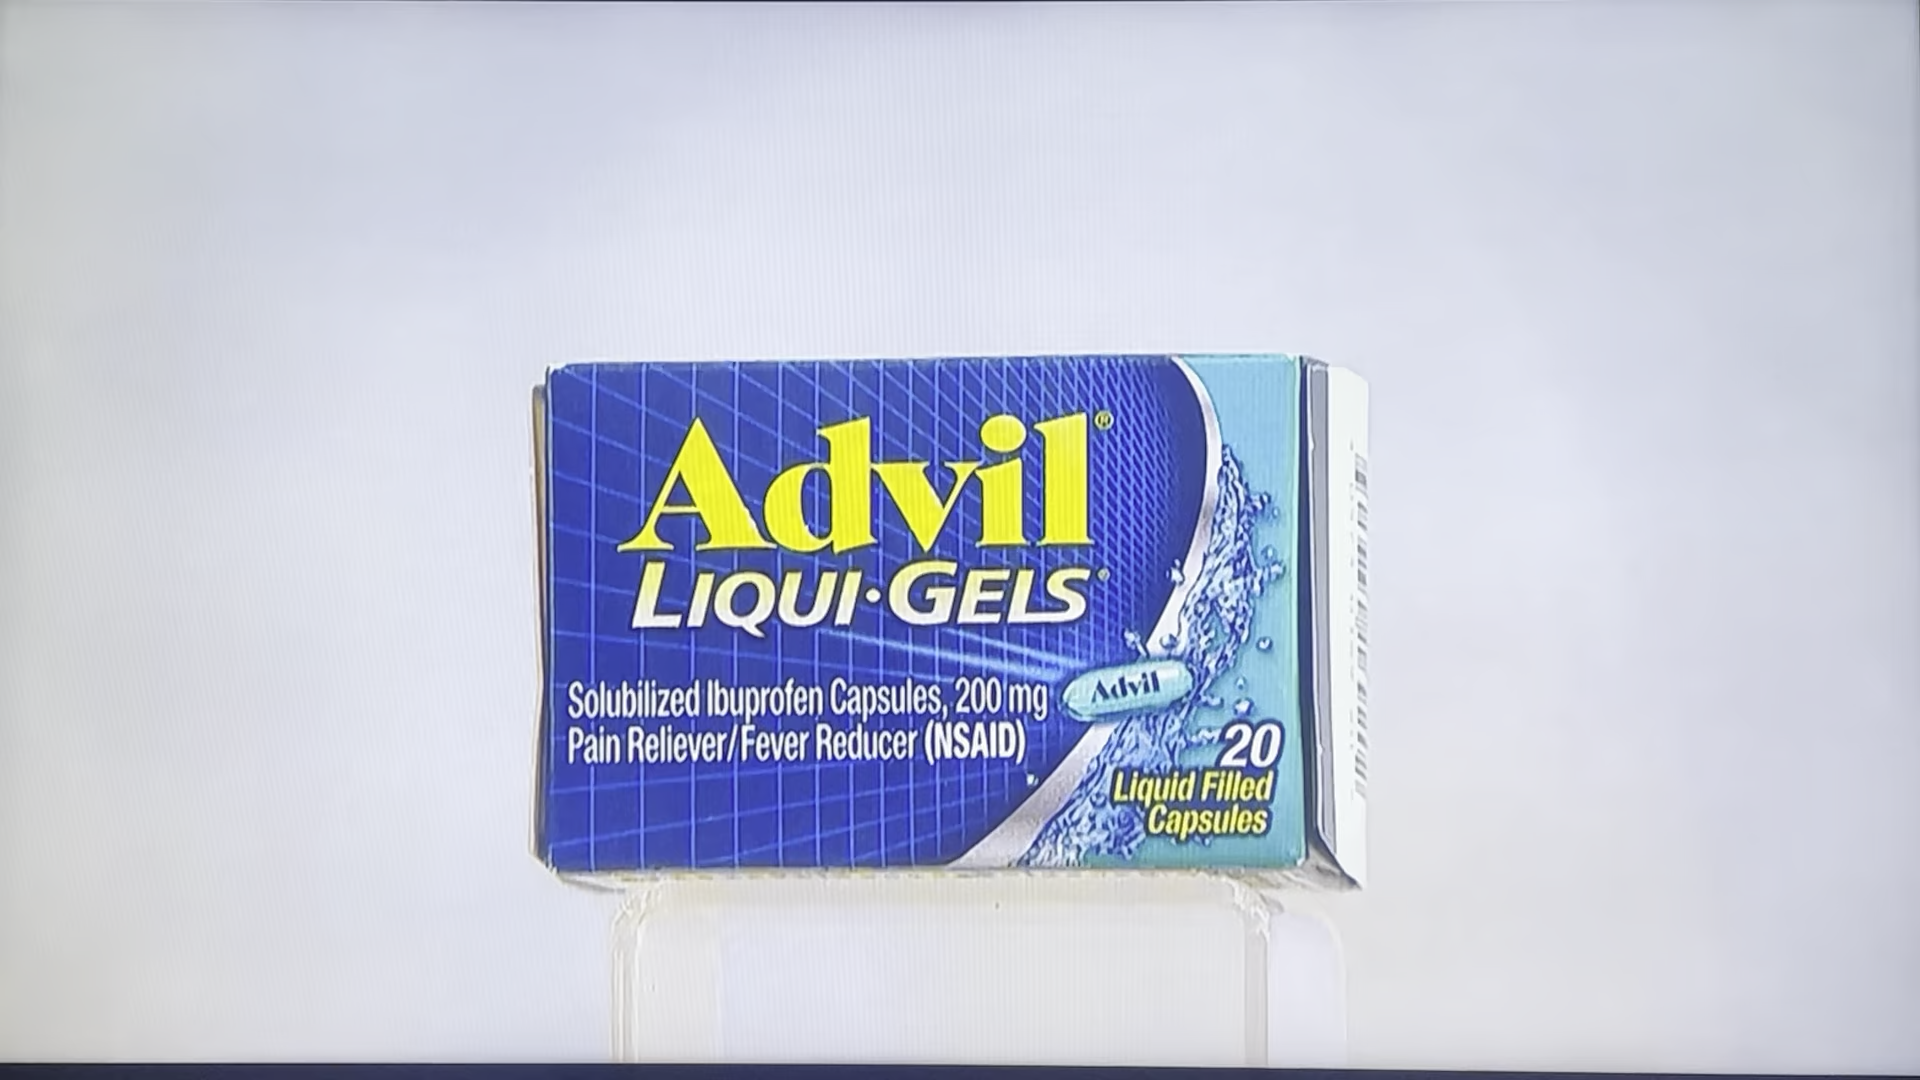 Advil®
LIQUI·GELS
Solubilized Ibuprofen Capsules, 200 mg
Pain Reliever/Fever Reducer (NSAID)
Advil
20
Liquid Filled
Capsules